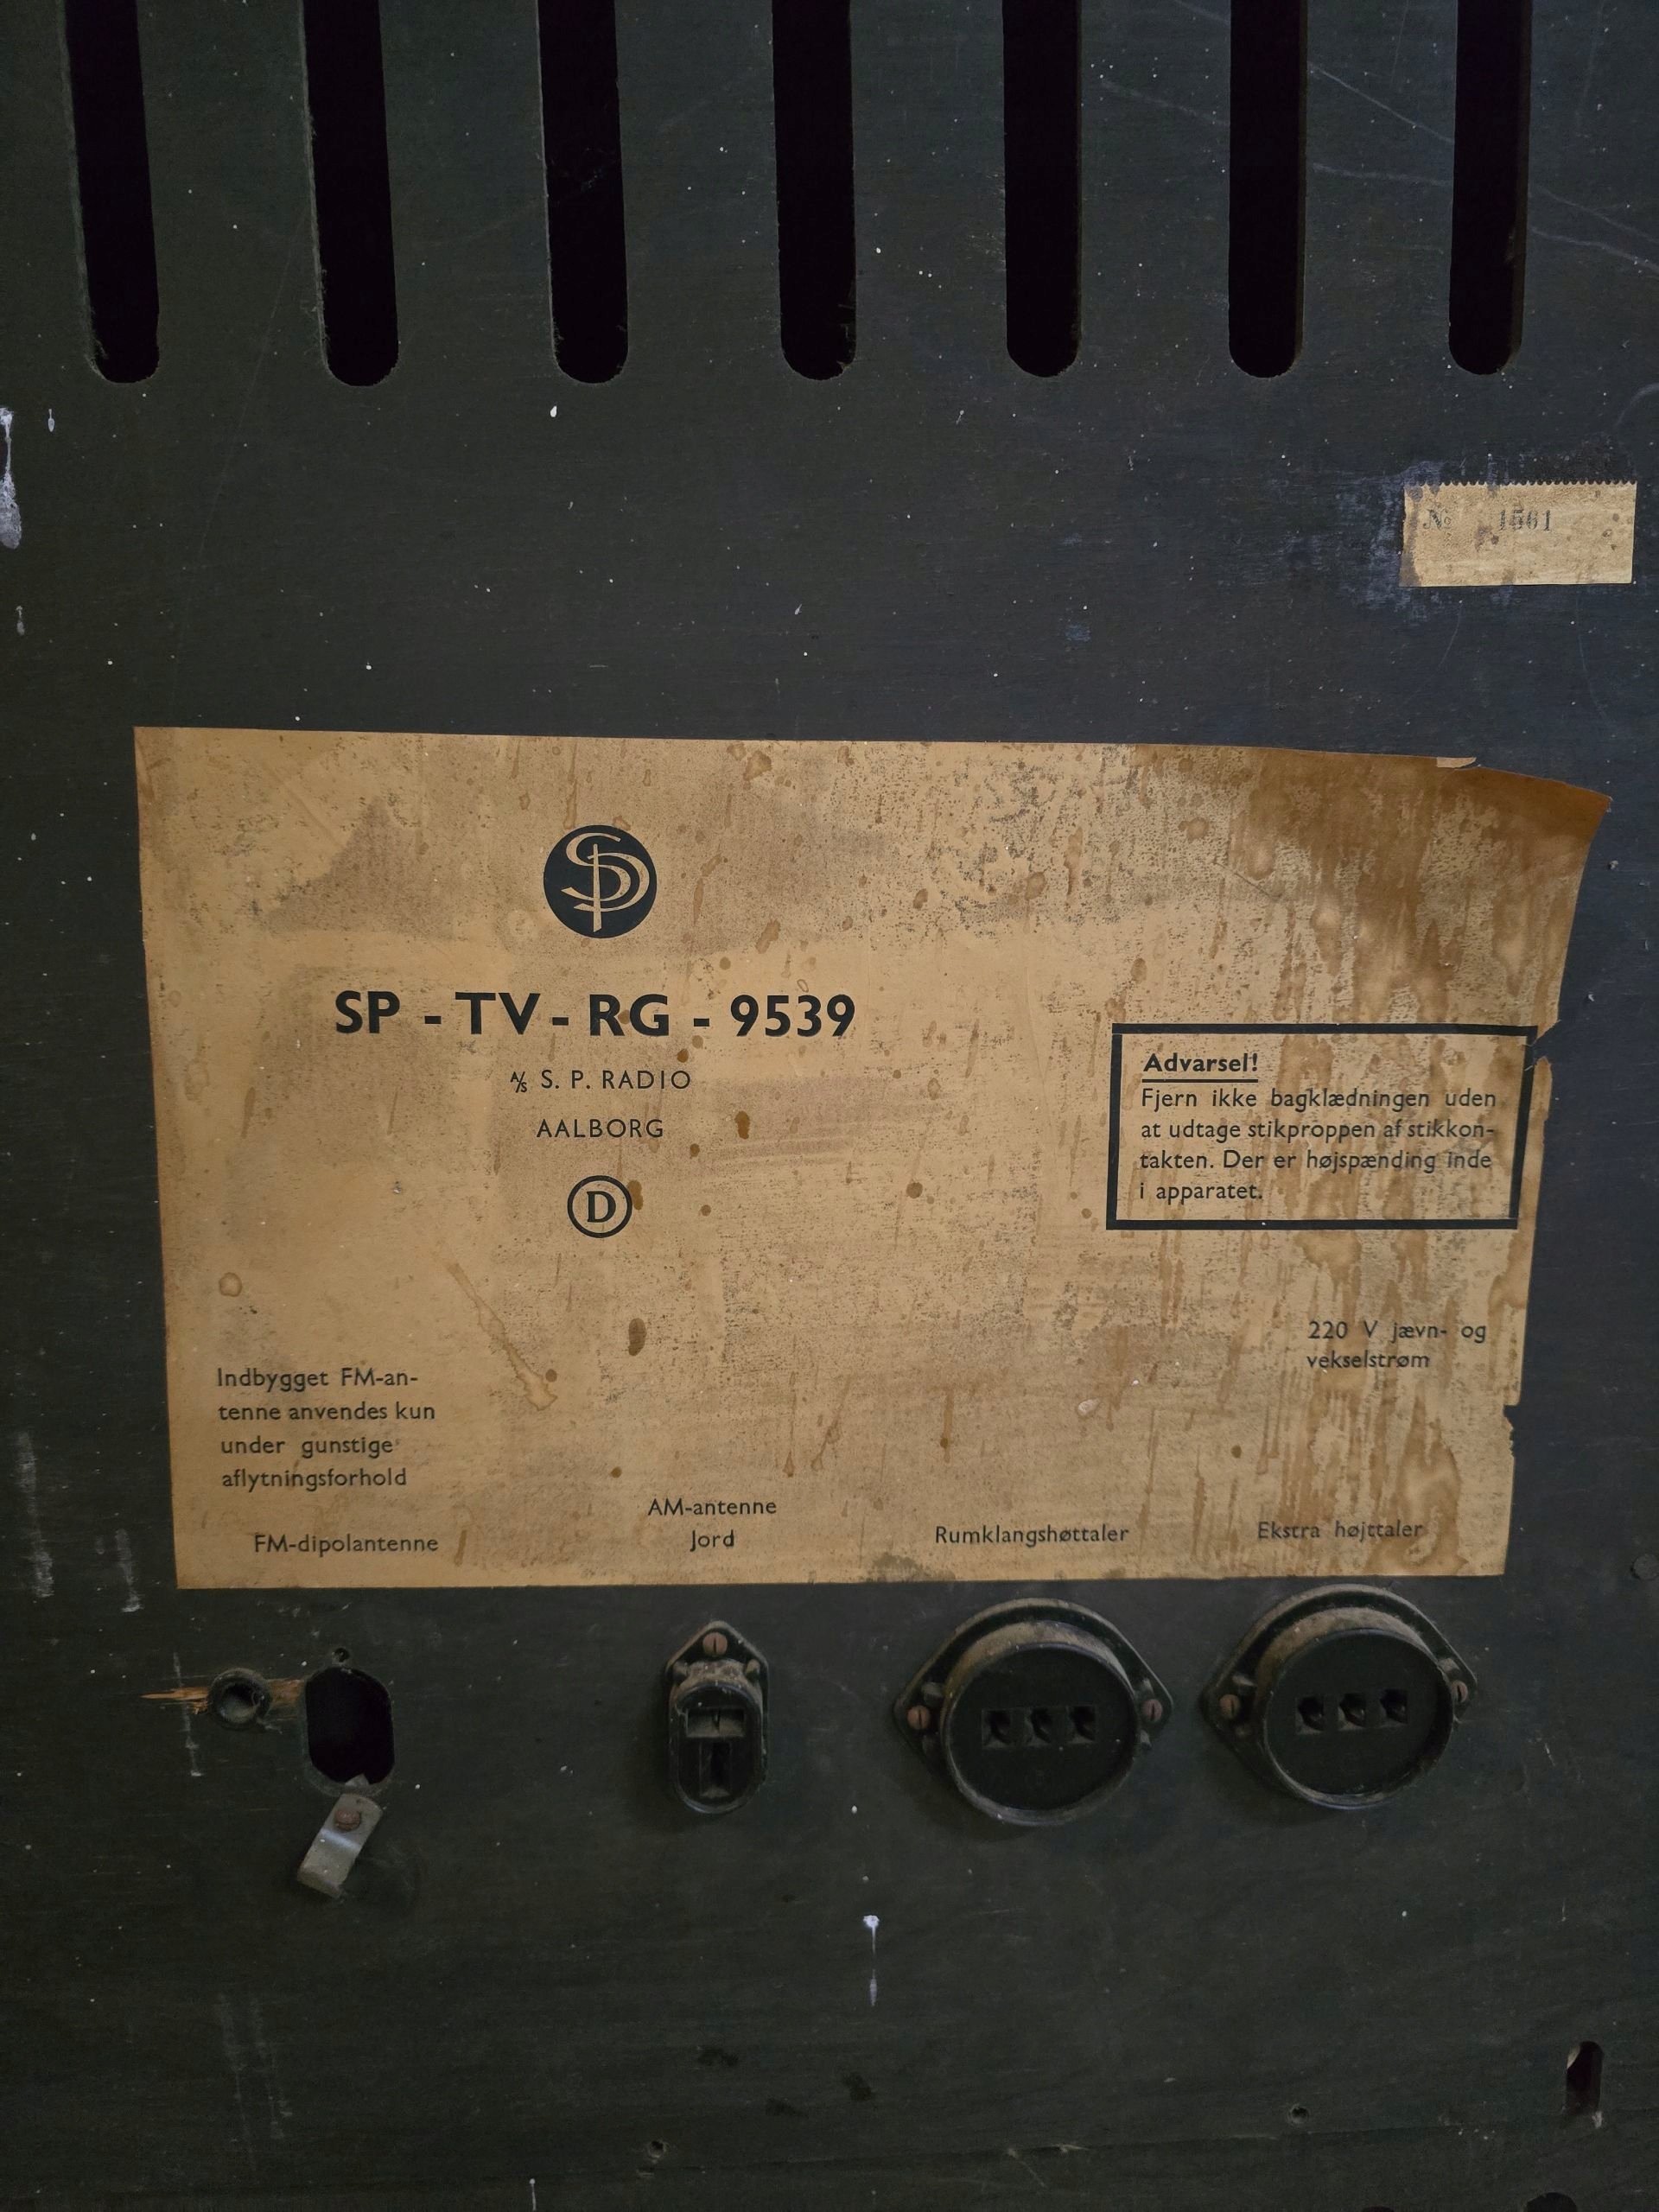 № 1561
SP
SP - TV - RG - 9539
A/S S. P. RADIO
AALBORG
D
Advarsel!
Fjern ikke bagklædningen uden
at udtage stikproppen af stikkon-
takten. Der er højspænding inde
i apparatet.
220 V jævn- og
vekselstrøm
Indbygget FM-an-
tenne anvendes kun
under gunstige
aflytningsforhold
FM-dipolantenne
AM-antenne
Jord
Rumklangshøttaler
Ekstra højttaler